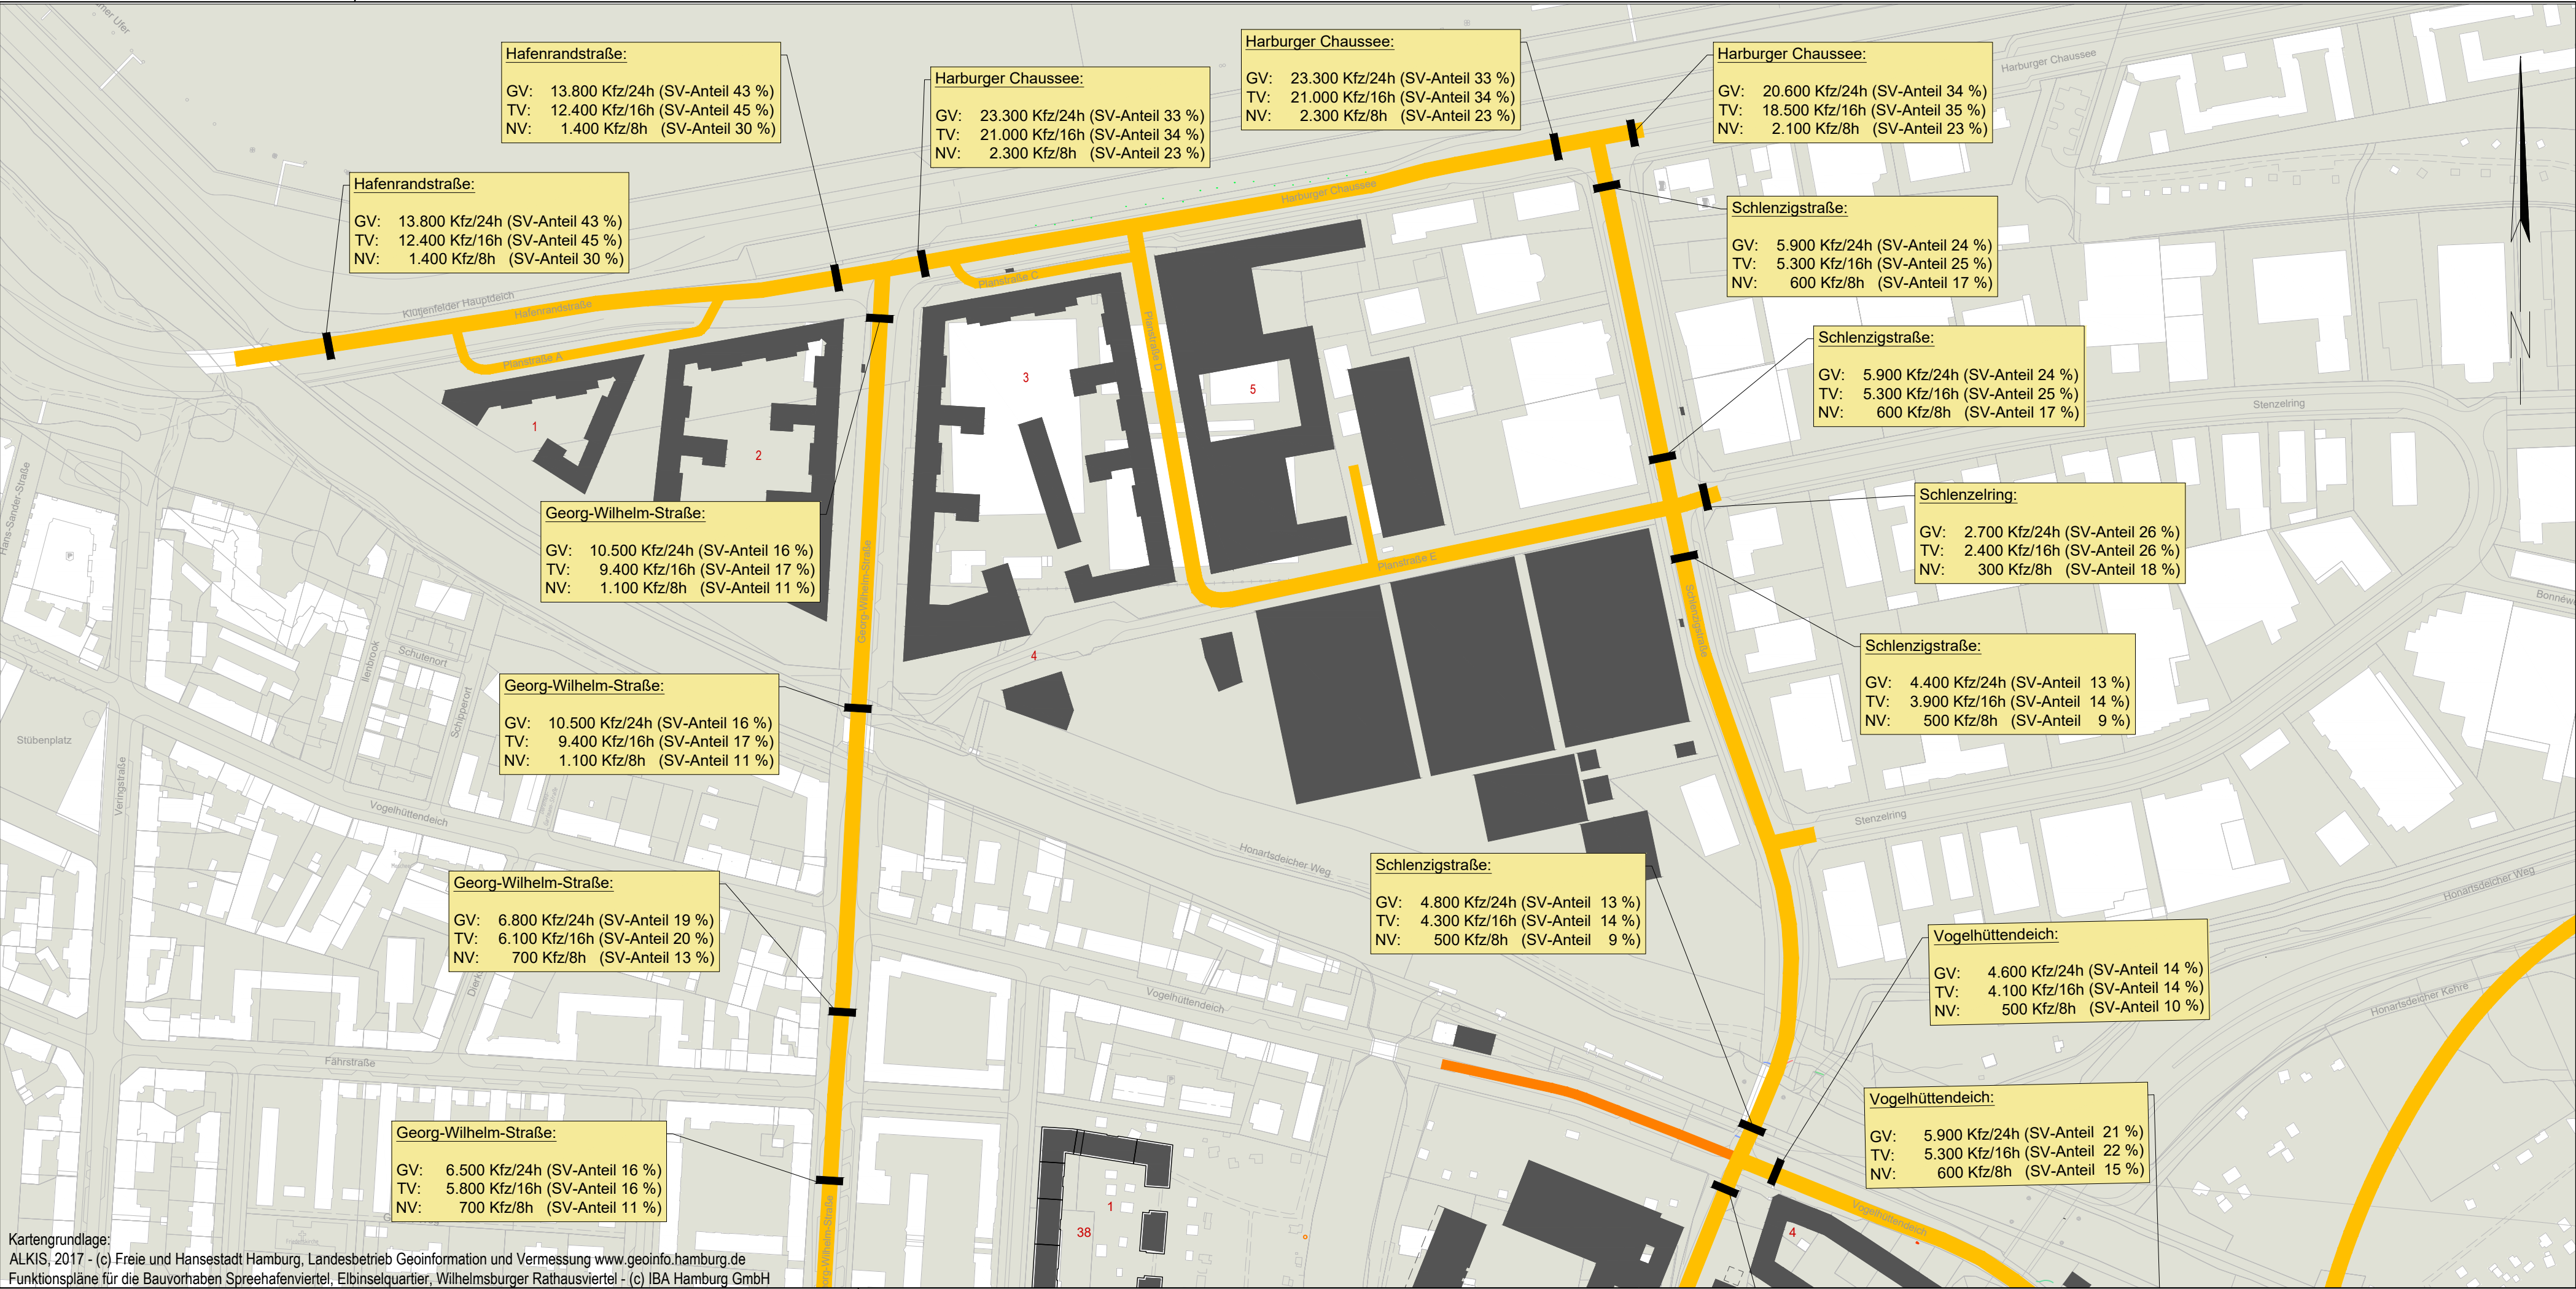 Hafenrandstraße:
GV: 13.800 Kfz/24h (SV-Anteil 43 %)
TV: 12.400 Kfz/16h (SV-Anteil 45 %)
NV: 1.400 Kfz/8h (SV-Anteil 30 %)
Harburger Chaussee:
GV: 23.300 Kfz/24h (SV-Anteil 33 %)
TV: 21.000 Kfz/16h (SV-Anteil 34 %)
NV: 2.300 Kfz/8h (SV-Anteil 23 %)
Harburger Chaussee:
GV: 23.300 Kfz/24h (SV-Anteil 33 %)
TV: 21.000 Kfz/16h (SV-Anteil 34 %)
NV: 2.300 Kfz/8h (SV-Anteil 23 %)
Harburger Chaussee:
GV: 20.600 Kfz/24h (SV-Anteil 34 %)
TV: 18.500 Kfz/16h (SV-Anteil 35 %)
NV: 2.100 Kfz/8h (SV-Anteil 23 %)
Harburger Chaussee
Hafenrandstraße:
GV: 13.800 Kfz/24h (SV-Anteil 43 %)
TV: 12.400 Kfz/16h (SV-Anteil 45 %)
NV: 1.400 Kfz/8h (SV-Anteil 30 %)
Schlenzigstraße:
GV: 5.900 Kfz/24h (SV-Anteil 24 %)
TV: 5.300 Kfz/16h (SV-Anteil 25 %)
NV: 600 Kfz/8h (SV-Anteil 17 %)
Harburger Chaussee
Klütjenfelder Hauptdeich
Hafenrandstraße
Planstraße A
Planstraße C
Planstraße D
Schlenzigstraße:
GV: 5.900 Kfz/24h (SV-Anteil 24 %)
TV: 5.300 Kfz/16h (SV-Anteil 25 %)
NV: 600 Kfz/8h (SV-Anteil 17 %)
Stenzelring
1
2
3
5
Georg-Wilhelm-Straße:
GV: 10.500 Kfz/24h (SV-Anteil 16 %)
TV: 9.400 Kfz/16h (SV-Anteil 17 %)
NV: 1.100 Kfz/8h (SV-Anteil 11 %)
Schlenzelring:
GV: 2.700 Kfz/24h (SV-Anteil 26 %)
TV: 2.400 Kfz/16h (SV-Anteil 26 %)
NV: 300 Kfz/8h (SV-Anteil 18 %)
Hans-Sander-Straße
Georg-Wilhelm-Straße
Planstraße E
Schlenzigstraße
4
Schlenzigstraße:
GV: 4.400 Kfz/24h (SV-Anteil 13 %)
TV: 3.900 Kfz/16h (SV-Anteil 14 %)
NV: 500 Kfz/8h (SV-Anteil 9 %)
Ilenbrook
Schutenort
Schipperort
Georg-Wilhelm-Straße:
GV: 10.500 Kfz/24h (SV-Anteil 16 %)
TV: 9.400 Kfz/16h (SV-Anteil 17 %)
NV: 1.100 Kfz/8h (SV-Anteil 11 %)
Stübenplatz
Veringstraße
Vogelhüttendeich
Stenzelring
Honartsdeicher Weg
Honartsdeicher Weg
Schlenzigstraße:
GV: 4.800 Kfz/24h (SV-Anteil 13 %)
TV: 4.300 Kfz/16h (SV-Anteil 14 %)
NV: 500 Kfz/8h (SV-Anteil 9 %)
Georg-Wilhelm-Straße:
GV: 6.800 Kfz/24h (SV-Anteil 19 %)
TV: 6.100 Kfz/16h (SV-Anteil 20 %)
NV: 700 Kfz/8h (SV-Anteil 13 %)
Vogelhüttendeich:
GV: 4.600 Kfz/24h (SV-Anteil 14 %)
TV: 4.100 Kfz/16h (SV-Anteil 14 %)
NV: 500 Kfz/8h (SV-Anteil 10 %)
Vogelhüttendeich
Honartsdeicher Kehre
Fährstraße
Georg-Wilhelm-Straße:
GV: 6.500 Kfz/24h (SV-Anteil 16 %)
TV: 5.800 Kfz/16h (SV-Anteil 16 %)
NV: 700 Kfz/8h (SV-Anteil 11 %)
Vogelhüttendeich:
GV: 5.900 Kfz/24h (SV-Anteil 21 %)
TV: 5.300 Kfz/16h (SV-Anteil 22 %)
NV: 600 Kfz/8h (SV-Anteil 15 %)
1
38
4
Vogelhüttendeich
Kartengrundlage:
ALKIS, 2017 - (c) Freie und Hansestadt Hamburg, Landesbetrieb Geoinformation und Vermessung www.geoinfo.hamburg.de
Funktionspläne für die Bauvorhaben Spreehafenviertel, Elbinselquartier, Wilhelmsburger Rathausviertel - (c) IBA Hamburg GmbH